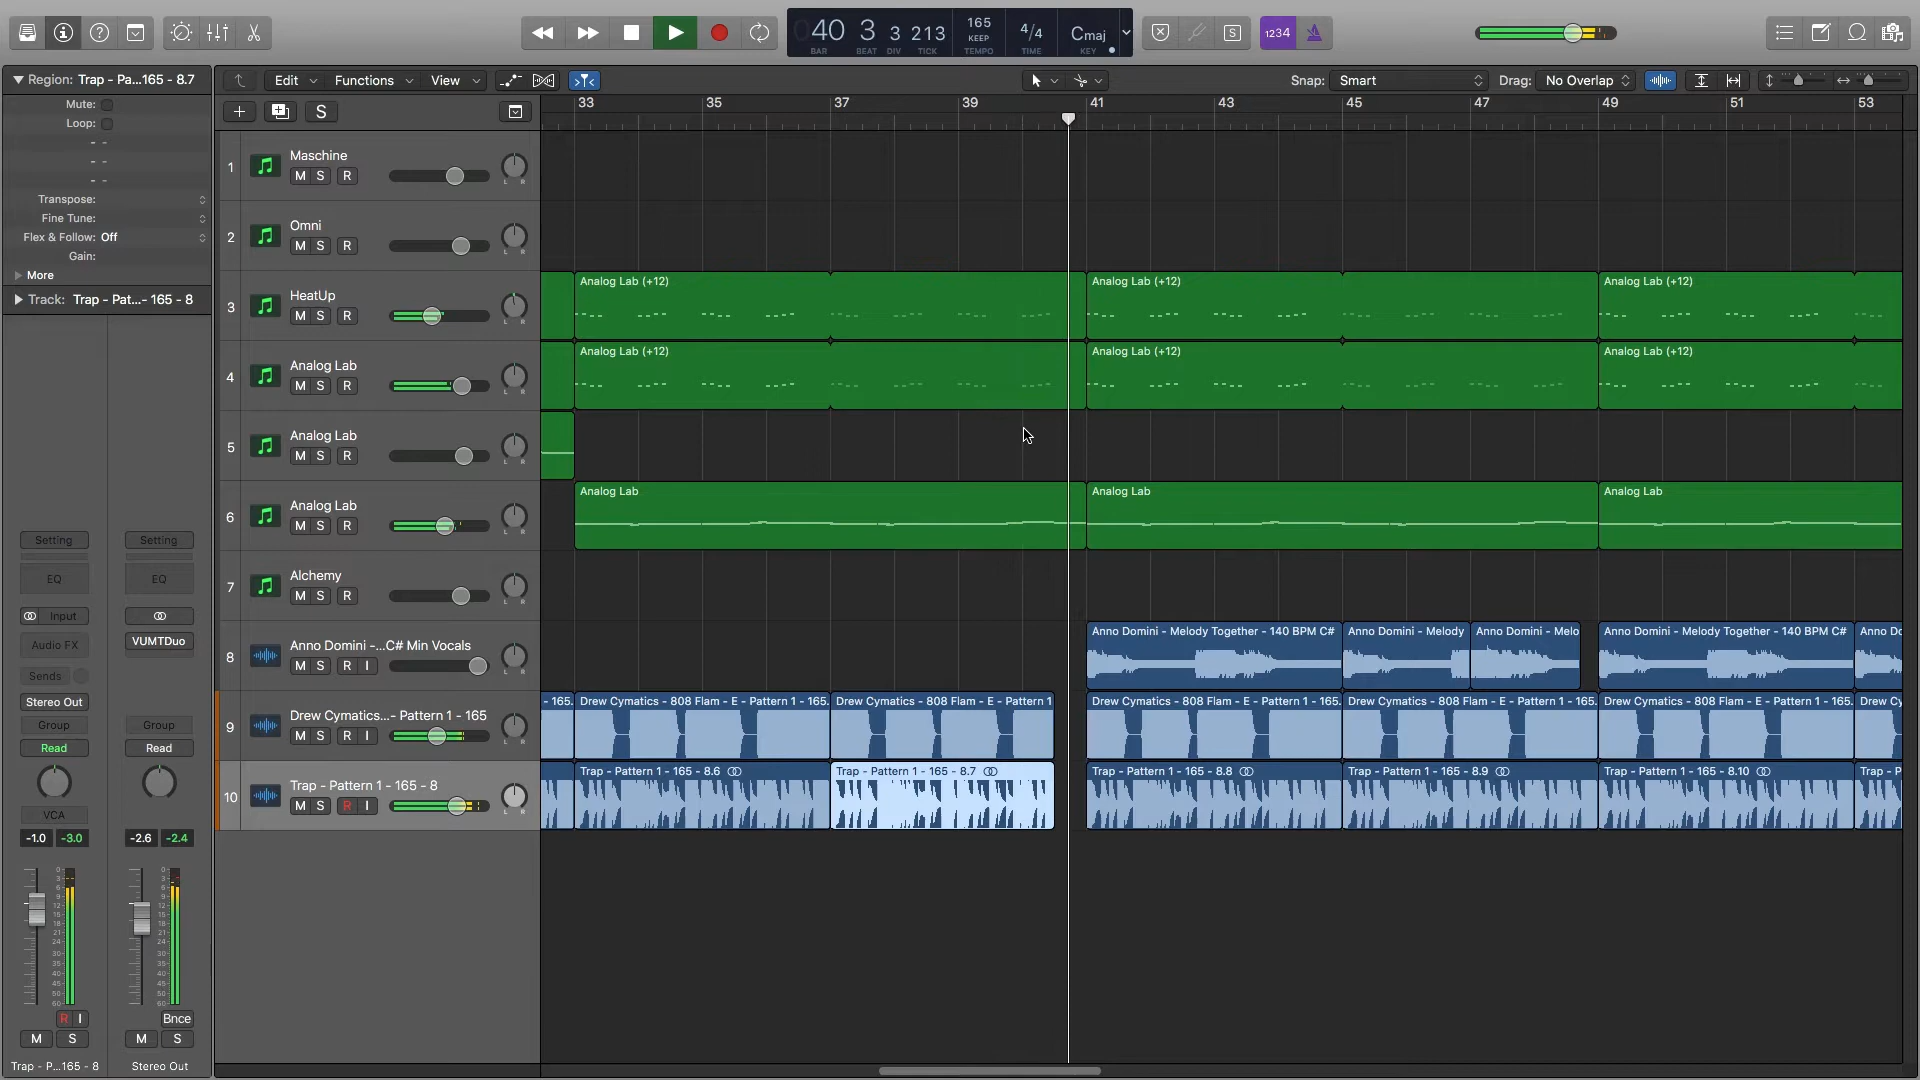 1234
040 3 3 213 165 KEEP 4/4 Cmaj
BAR BEAT DIV TICK TEMPO TIME KEY
S
Region: Trap - Pa...165 - 8.7
Mute:
Loop:
Transpose:
Fine Tune:
Flex & Follow: Off
Gain:
More
Track: Trap - Pat...- 165 - 8
Edit Functions View
Snap: Smart Drag: No Overlap
S
33 35 37 39 41 43 45 47 49 51 53
1 Maschine
M S R
2 Omni
M S R
3 HeatUp
M S R
Analog Lab (+12) Analog Lab (+12) Analog Lab (+12)
4 Analog Lab
M S R
Analog Lab (+12) Analog Lab (+12) Analog Lab (+12)
5 Analog Lab
M S R
6 Analog Lab
M S R
Analog Lab Analog Lab Analog Lab
7 Alchemy
M S R
8 Anno Domini -...C# Min Vocals
M S R I
Anno Domini - Melody Together - 140 BPM C# Anno Domini - Melody Anno Domini - Melo Anno Domini - Melody Together - 140 BPM C# Anno Do
9 Drew Cymatics...- Pattern 1 - 165
M S R I
- 165. Drew Cymatics - 808 Flam - E - Pattern 1 - 165. Drew Cymatics - 808 Flam - E - Pattern 1 Drew Cymatics - 808 Flam - E - Pattern 1 - 165. Drew Cymatics - 808 Flam - E - Pattern 1 - 165. Drew Cymatics - 808 Flam - E - Pattern 1 - 165. Drew Cy
10 Trap - Pattern 1 - 165 - 8
M S R I
Trap - Pattern 1 - 165 - 8.6 Trap - Pattern 1 - 165 - 8.7 Trap - Pattern 1 - 165 - 8.8 Trap - Pattern 1 - 165 - 8.9 Trap - Pattern 1 - 165 - 8.10 Trap - P
Setting Setting
EQ EQ
Input
Audio FX VUMTDuo
Sends
Stereo Out
Group Group
Read Read
VCA
-1.0 -3.0 -2.6 -2.4
R I Bnce
M S M S
Trap - P...165 - 8 Stereo Out